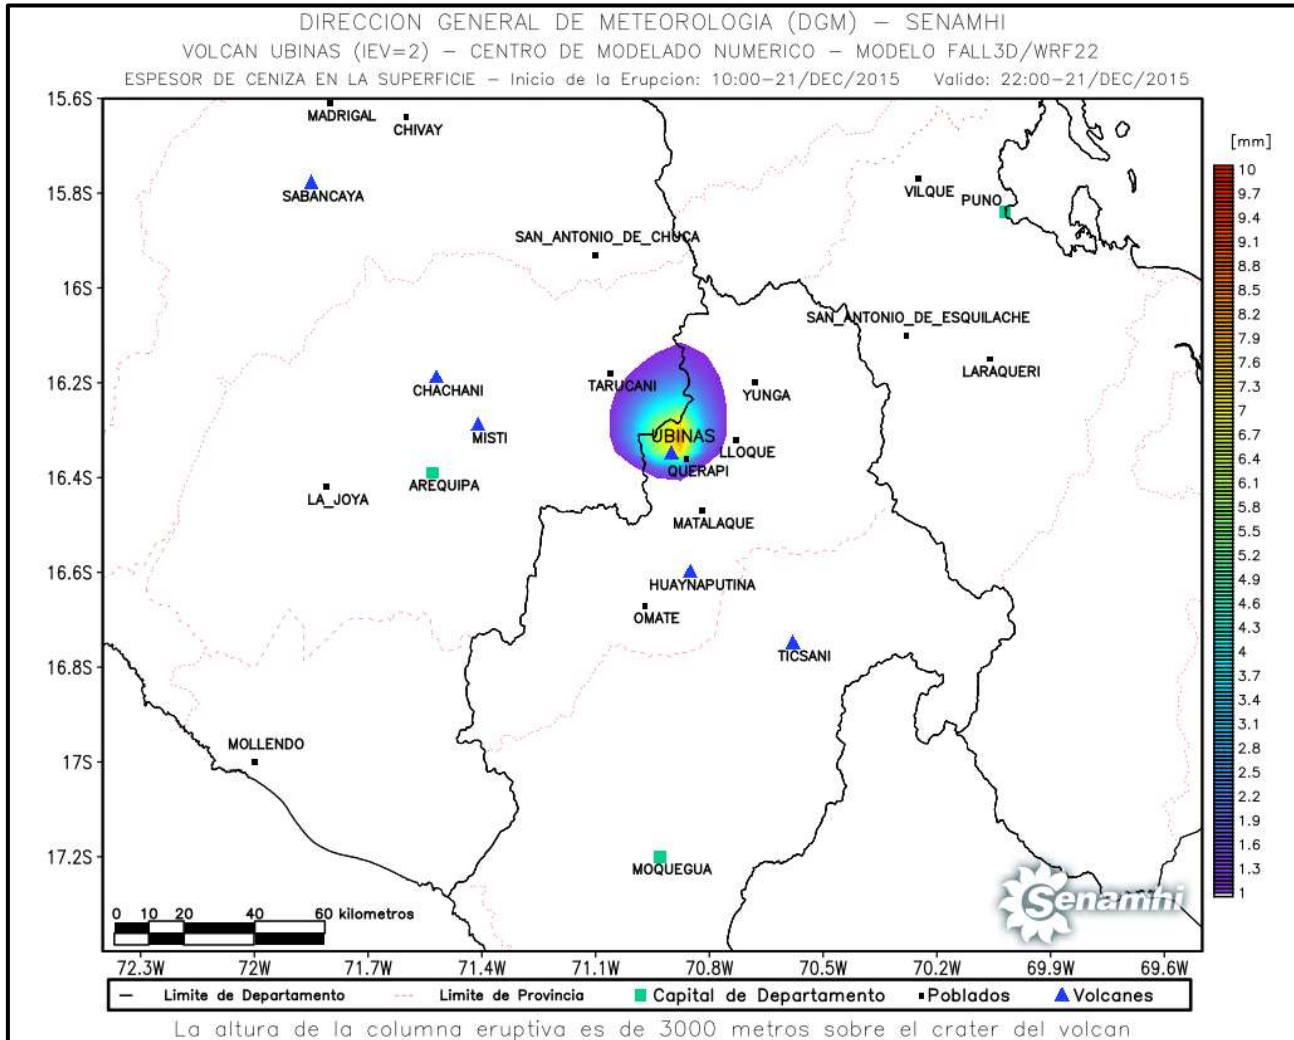 DIRECCION GENERAL DE METEOROLOGIA (DGM) – SENAMHI
VOLCAN UBINAS (IEV=2) – CENTRO DE MODELADO NUMERICO – MODELO FALL3D/WRF22
ESPESOR DE CENIZA EN LA SUPERFICIE – Inicio de la Erupcion: 10:00–21/DEC/2015 Valido: 22:00–21/DEC/2015
15.6S
MADRIGAL
CHIVAY
[mm]
10
9.7
9.4
9.1
8.8
8.5
8.2
7.9
7.6
7.3
7
6.7
6.4
6.1
5.8
5.5
5.2
4.9
4.6
4.3
4
3.7
3.4
3.1
2.8
2.5
2.2
1.9
1.6
1.3
1
15.8S
SABANCAYA
VILQUE
PUNO
SAN_ANTONIO_DE_CHUCA
16S
SAN_ANTONIO_DE_ESQUILACHE
LARAQUERI
16.2S
CHACHANI
TARUCANI
YUNGA
MISTI
UBINAS
LLOQUE
QUERAPI
16.4S
AREQUIPA
LA_JOYA
MATALAQUE
16.6S
HUAYNAPUTINA
OMATE
TICSANI
16.8S
MOLLENDO
17S
17.2S
MOQUEGUA
Senamhi
0 10 20 40 60 kilometros
72.3W 72W 71.7W 71.4W 71.1W 70.8W 70.5W 70.2W 69.9W 69.6W
Limite de Departamento Limite de Provincia Capital de Departamento Poblados Volcanes
La altura de la columna eruptiva es de 3000 metros sobre el crater del volcan